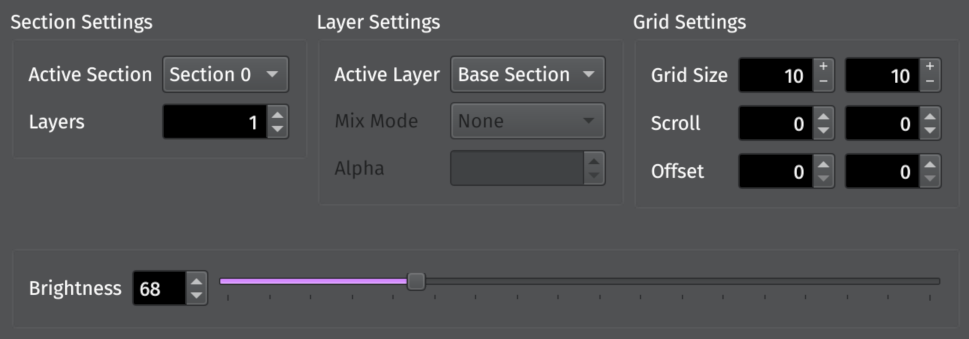 Section Settings
Layer Settings
Grid Settings
Active Section Section 0
Layers 1
Active Layer Base Section
Mix Mode None
Alpha
Grid Size 10 + − 10 + −
Scroll 0 0
Offset 0 0
Brightness 68